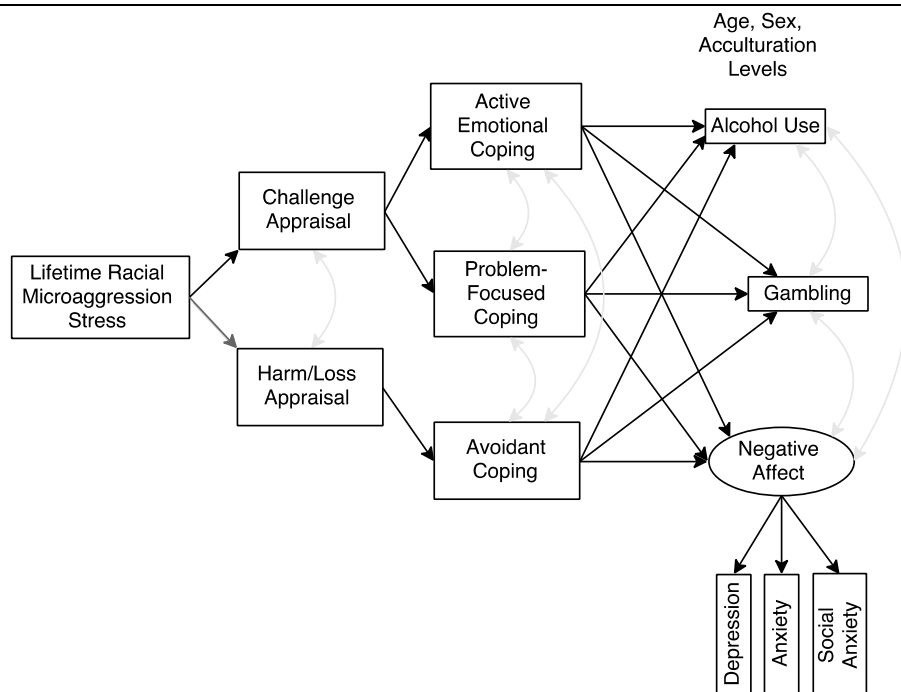 Age, Sex,
Acculturation
Levels
Active
Emotional
Coping
Alcohol Use
Challenge
Appraisal
Lifetime Racial
Microaggression
Stress
Problem-
Focused
Coping
Gambling
Harm/Loss
Appraisal
Avoidant
Coping
Negative
Affect
Depression
Anxiety
Social
Anxiety